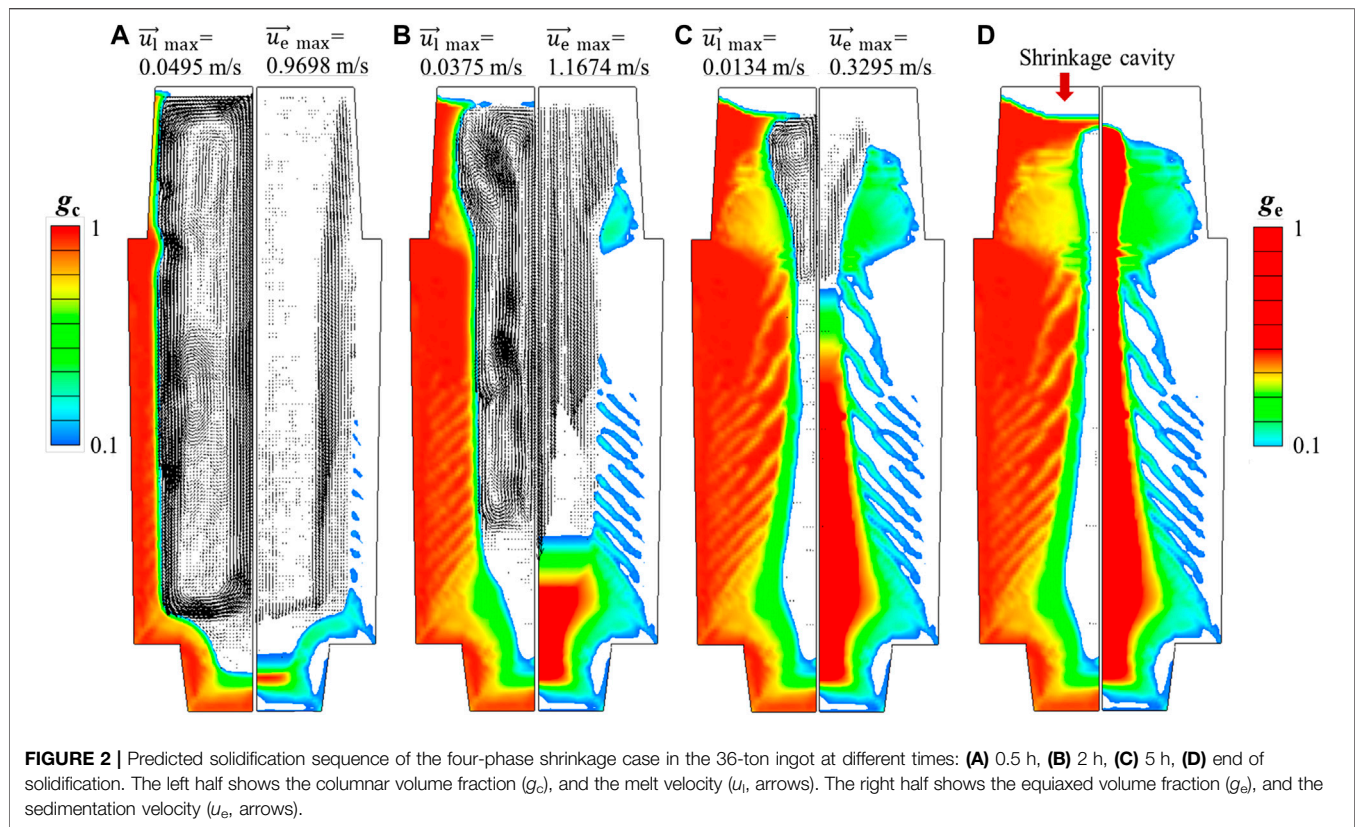 A
u⃗l max=
0.0495 m/s
u⃗e max=
0.9698 m/s
B
u⃗l max=
0.0375 m/s
u⃗e max=
1.1674 m/s
C
u⃗l max=
0.0134 m/s
u⃗e max=
0.3295 m/s
D
Shrinkage cavity
gc
1
0.1
ge
1
0.1
FIGURE 2 | Predicted solidification sequence of the four-phase shrinkage case in the 36-ton ingot at different times: (A) 0.5 h, (B) 2 h, (C) 5 h, (D) end of
solidification. The left half shows the columnar volume fraction (gc), and the melt velocity (ul, arrows). The right half shows the equiaxed volume fraction (ge), and the
sedimentation velocity (ue, arrows).